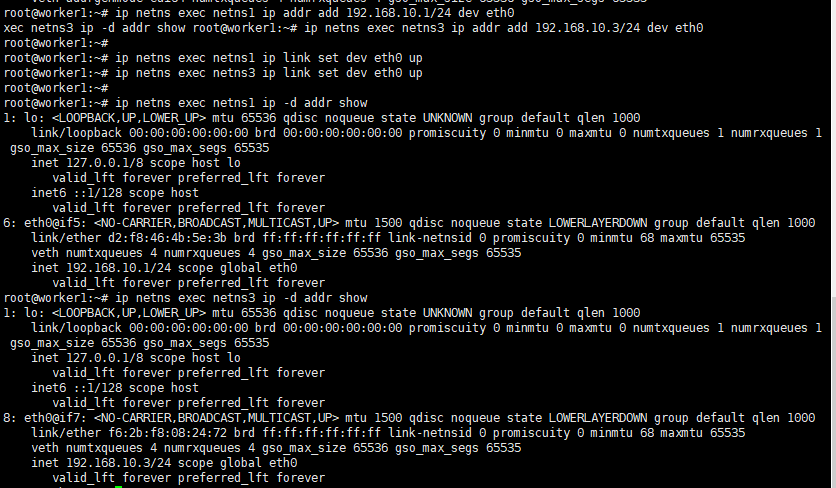 root@worker1:~# ip netns exec netns1 ip addr add 192.168.10.1/24 dev eth0
xec netns3 ip -d addr show root@worker1:~# ip netns exec netns3 ip addr add 192.168.10.3/24 dev eth0
root@worker1:~#
root@worker1:~# ip netns exec netns1 ip link set dev eth0 up
root@worker1:~# ip netns exec netns3 ip link set dev eth0 up
root@worker1:~#
root@worker1:~# ip netns exec netns1 ip -d addr show
1: lo: <LOOPBACK,UP,LOWER_UP> mtu 65536 qdisc noqueue state UNKNOWN group default qlen 1000
    link/loopback 00:00:00:00:00:00 brd 00:00:00:00:00:00 promiscuity 0 minmtu 0 maxmtu 0 numtxqueues 1 numrxqueues 1
 gso_max_size 65536 gso_max_segs 65535
    inet 127.0.0.1/8 scope host lo
       valid_lft forever preferred_lft forever
    inet6 ::1/128 scope host
       valid_lft forever preferred_lft forever
6: eth0@if5: <NO-CARRIER,BROADCAST,MULTICAST,UP> mtu 1500 qdisc noqueue state LOWERLAYERDOWN group default qlen 1000
    link/ether d2:f8:46:4b:5e:3b brd ff:ff:ff:ff:ff:ff link-netnsid 0 promiscuity 0 minmtu 68 maxmtu 65535
    veth numtxqueues 4 numrxqueues 4 gso_max_size 65536 gso_max_segs 65535
    inet 192.168.10.1/24 scope global eth0
       valid_lft forever preferred_lft forever
root@worker1:~# ip netns exec netns3 ip -d addr show
1: lo: <LOOPBACK,UP,LOWER_UP> mtu 65536 qdisc noqueue state UNKNOWN group default qlen 1000
    link/loopback 00:00:00:00:00:00 brd 00:00:00:00:00:00 promiscuity 0 minmtu 0 maxmtu 0 numtxqueues 1 numrxqueues 1
 gso_max_size 65536 gso_max_segs 65535
    inet 127.0.0.1/8 scope host lo
       valid_lft forever preferred_lft forever
    inet6 ::1/128 scope host
       valid_lft forever preferred_lft forever
8: eth0@if7: <NO-CARRIER,BROADCAST,MULTICAST,UP> mtu 1500 qdisc noqueue state LOWERLAYERDOWN group default qlen 1000
    link/ether f6:2b:f8:08:24:72 brd ff:ff:ff:ff:ff:ff link-netnsid 0 promiscuity 0 minmtu 68 maxmtu 65535
    veth numtxqueues 4 numrxqueues 4 gso_max_size 65536 gso_max_segs 65535
    inet 192.168.10.3/24 scope global eth0
       valid_lft forever preferred_lft forever